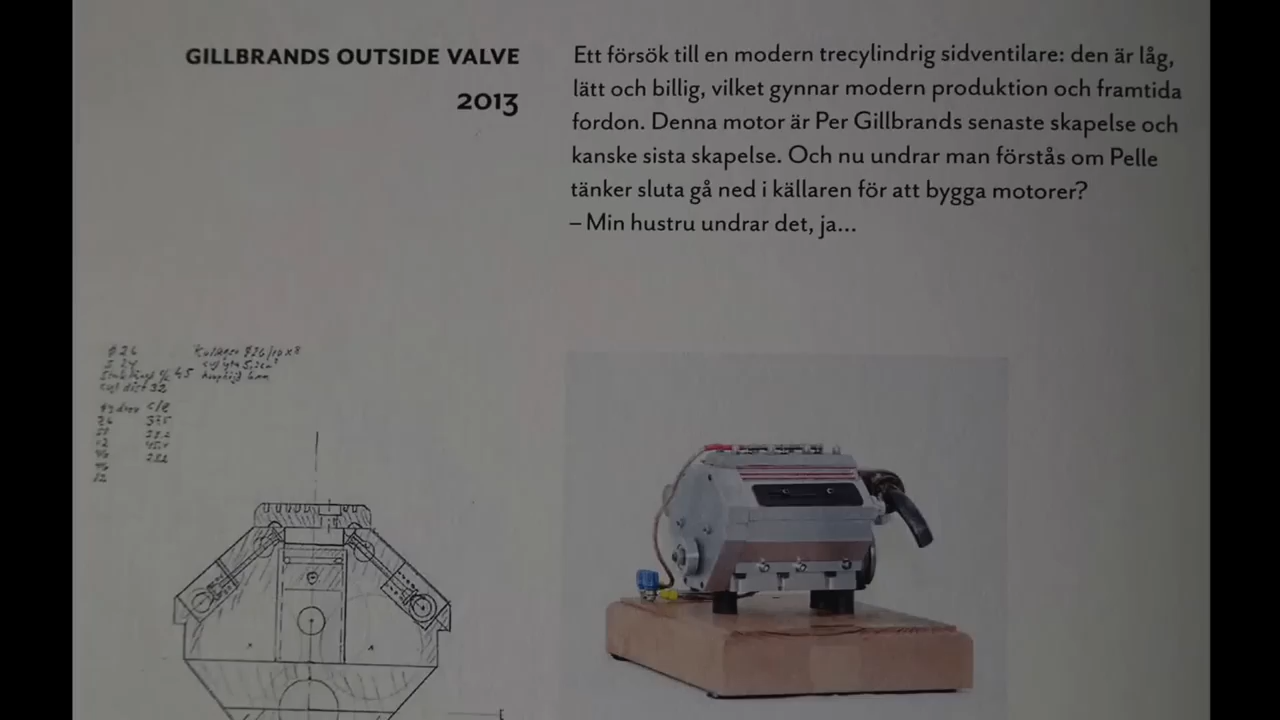 GILLBRANDS OUTSIDE VALVE
2013
Ett försök till en modern trecylindrig sidventilare: den är låg,
lätt och billig, vilket gynnar modern produktion och framtida
fordon. Denna motor är Per Gillbrands senaste skapelse och
kanske sista skapelse. Och nu undrar man förstås om Pelle
tänker sluta gå ned i källaren för att bygga motorer?
– Min hustru undrar det, ja...